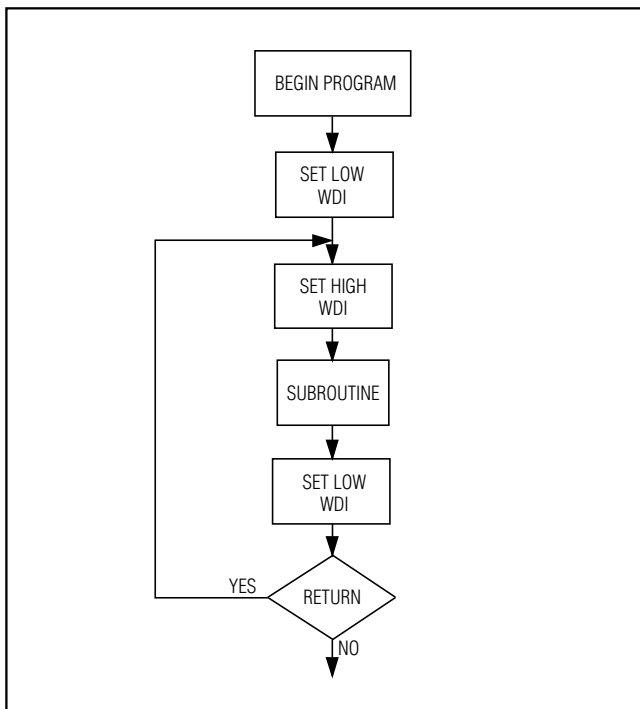 BEGIN PROGRAM
SET LOW
WDI
SET HIGH
WDI
SUBROUTINE
SET LOW
WDI
YES
RETURN
NO